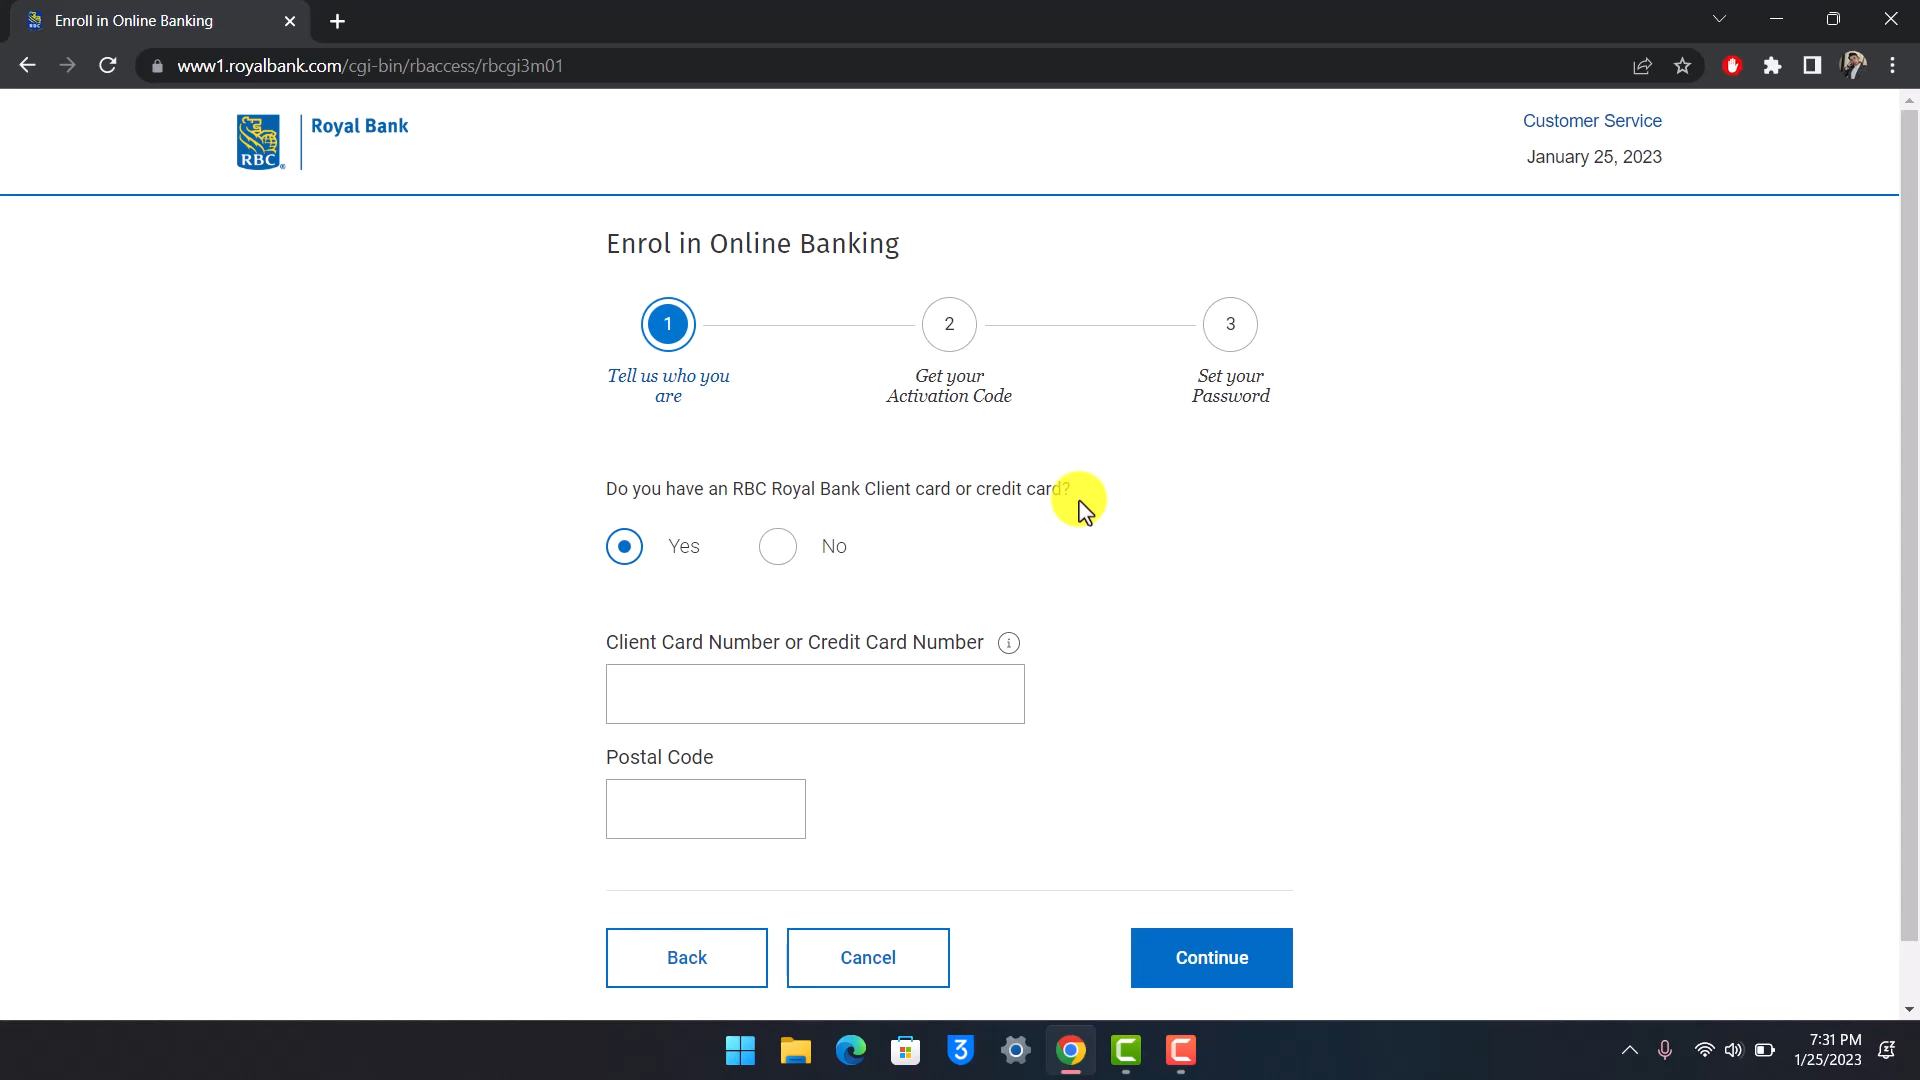 Enroll in Online Banking
www1.royalbank.com/cgi-bin/rbaccess/rbcgi3m01
RBC
Royal Bank
Customer Service
January 25, 2023
Enrol in Online Banking
1
2
3
Tell us who you
are
Get your
Activation Code
Set your
Password
Do you have an RBC Royal Bank Client card or credit card?
Yes
No
Client Card Number or Credit Card Number
Postal Code
Back
Cancel
Continue
3
7:31 PM
1/25/2023